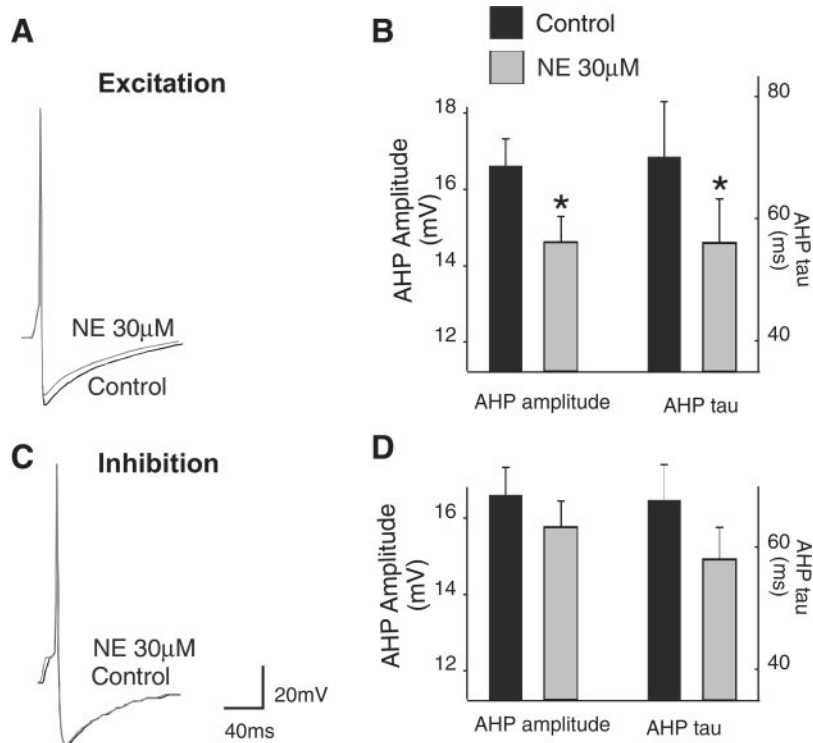 A
Excitation
NE 30μM
Control
B
Control
NE 30μM
18
16
14
12
AHP Amplitude
(mV)
80
60
40
AHP tau
(ms)
AHP amplitude
AHP tau
*
*
C
Inhibition
NE 30μM
Control
20mV
40ms
D
16
14
12
AHP Amplitude
(mV)
60
40
AHP tau
(ms)
AHP amplitude
AHP tau